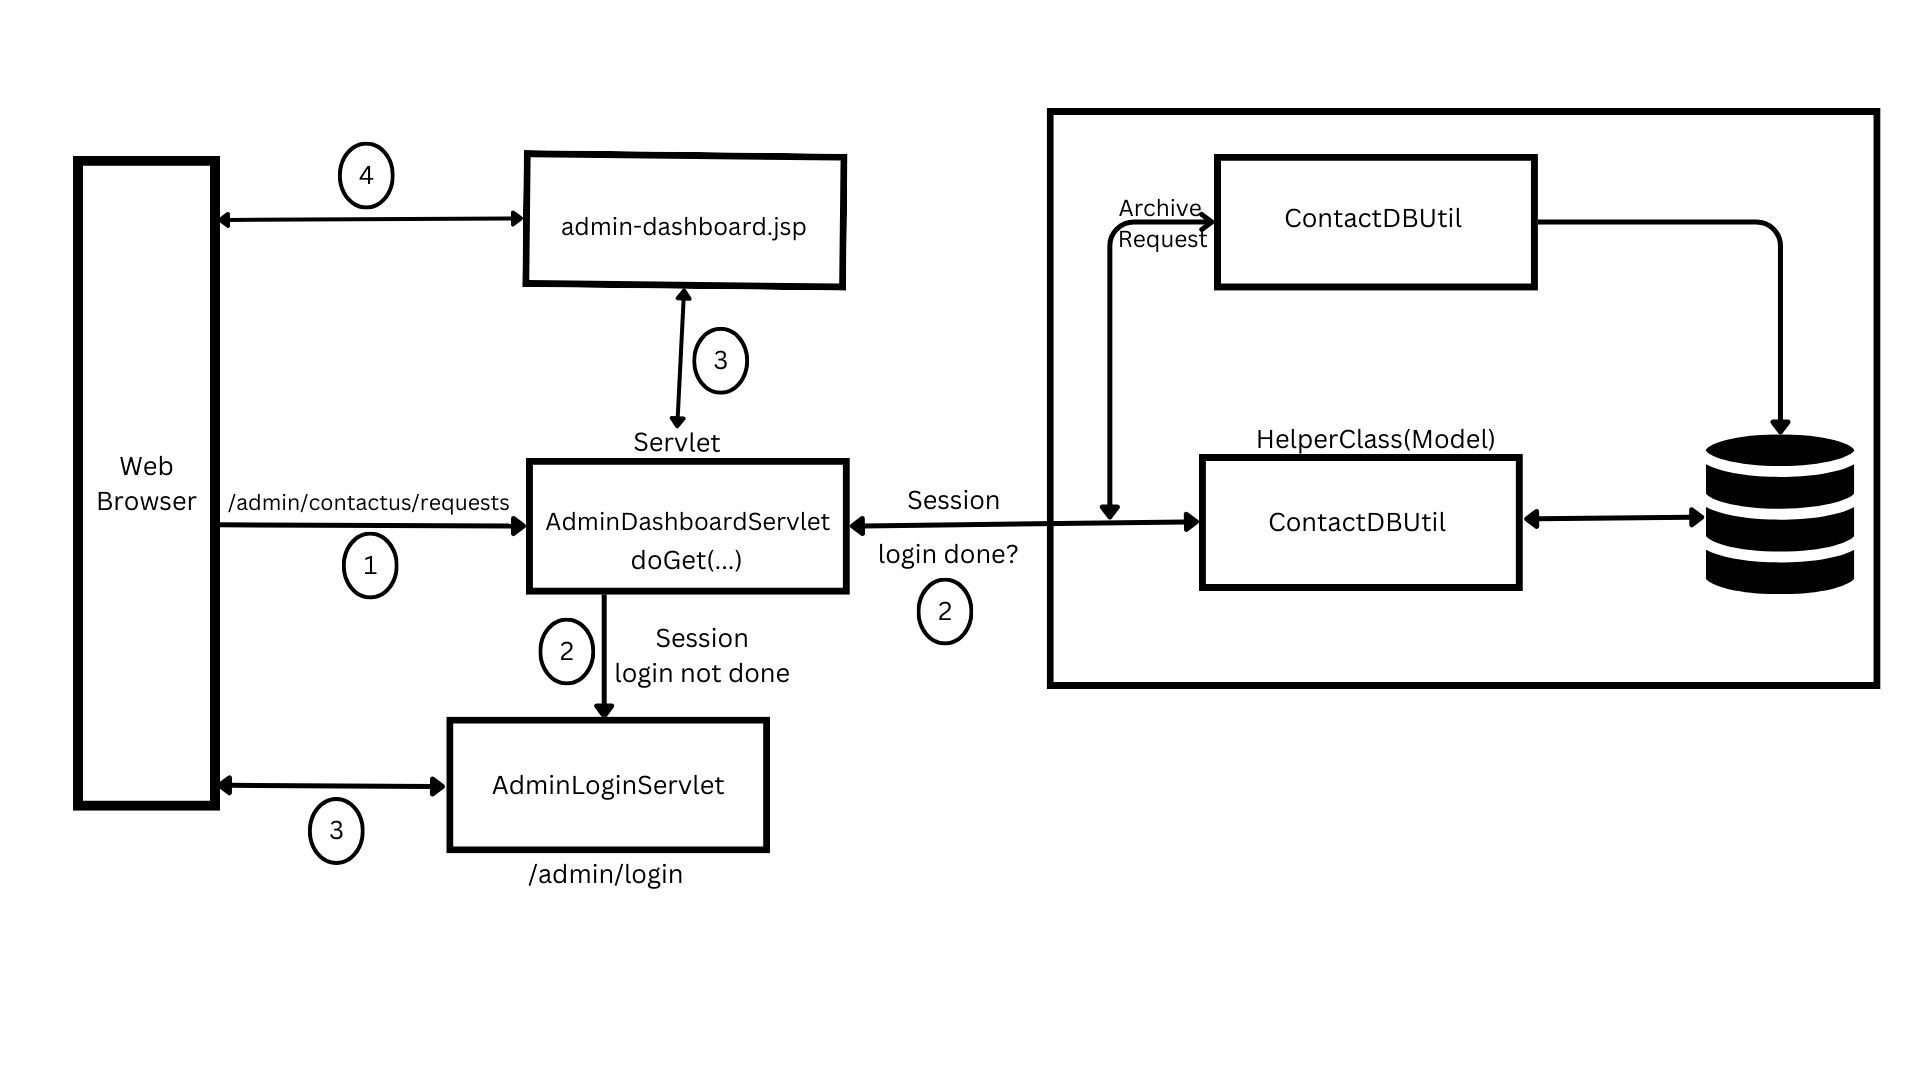 4
admin-dashboard.jsp
Archive
Request
ContactDBUtil
3
Servlet
HelperClass(Model)
Web
Browser
/admin/contactus/requests
1
AdminDashboardServlet
doGet(...)
Session
login done?
2
ContactDBUtil
2
Session
login not done
AdminLoginServlet
3
/admin/login